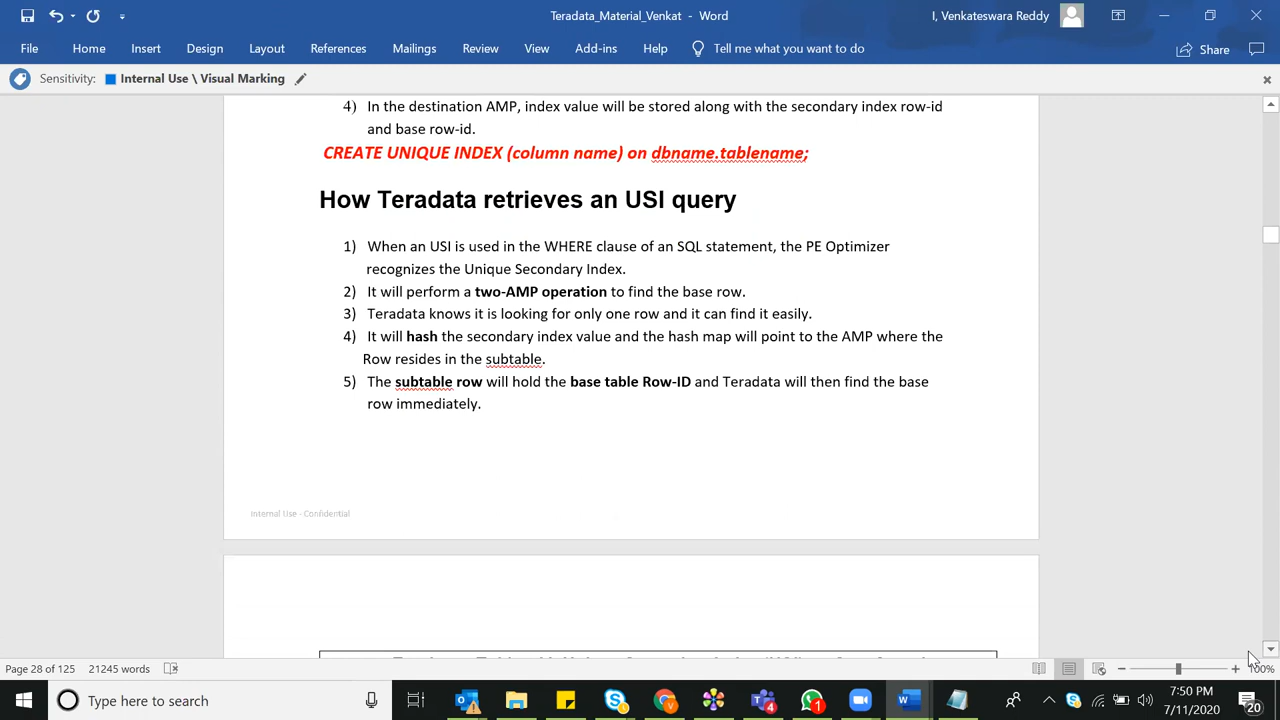 Teradata_Material_Venkat - Word
I, Venkateswara Reddy
File Home Insert Design Layout References Mailings Review View Add-ins Help Tell me what you want to do Share
Sensitivity: Internal Use \ Visual Marking
4) In the destination AMP, index value will be stored along with the secondary index row-id
and base row-id.
CREATE UNIQUE INDEX (column name) on dbname.tablename;
How Teradata retrieves an USI query
1) When an USI is used in the WHERE clause of an SQL statement, the PE Optimizer
recognizes the Unique Secondary Index.
2) It will perform a two-AMP operation to find the base row.
3) Teradata knows it is looking for only one row and it can find it easily.
4) It will hash the secondary index value and the hash map will point to the AMP where the
Row resides in the subtable.
5) The subtable row will hold the base table Row-ID and Teradata will then find the base
row immediately.
Internal Use - Confidential
Page 28 of 125 21245 words 100%
Type here to search
4
1
7:50 PM
7/11/2020
20